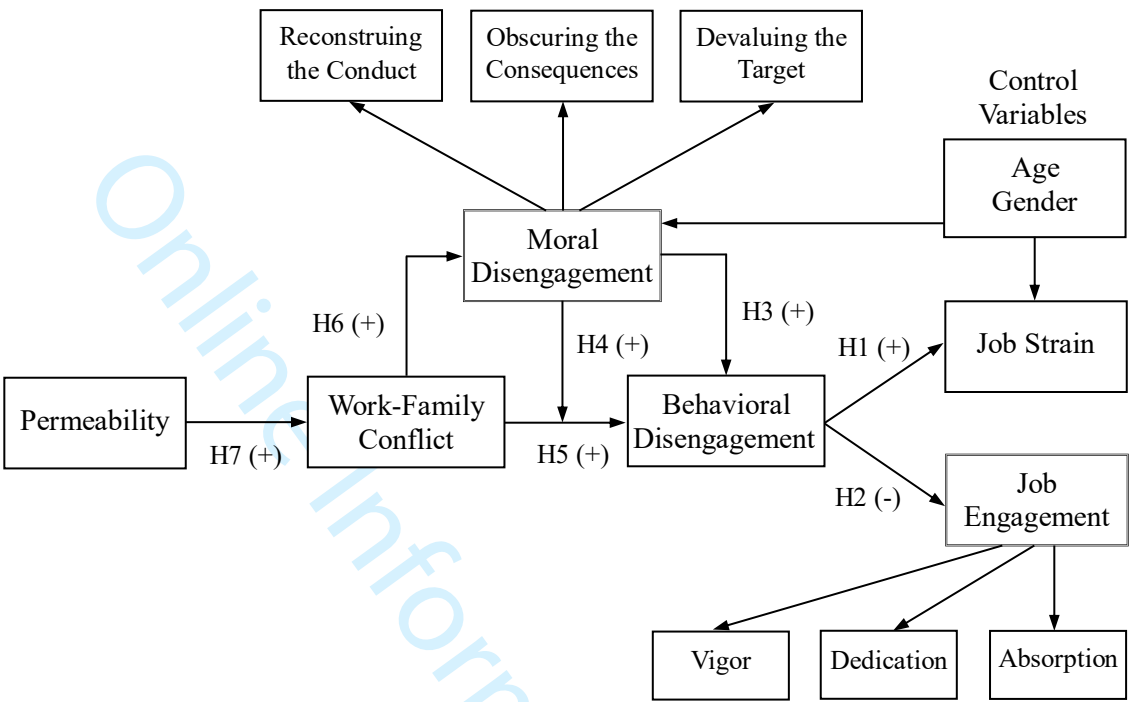 Reconstruing
the Conduct
Obscuring the
Consequences
Devaluing the
Target
Control
Variables
Age
Gender
Moral
Disengagement
H6 (+)
H4 (+)
H3 (+)
H1 (+)
Job Strain
Permeability
H7 (+)
Work-Family
Conflict
H5 (+)
Behavioral
Disengagement
H2 (-)
Job
Engagement
Vigor
Dedication
Absorption
Online Inform